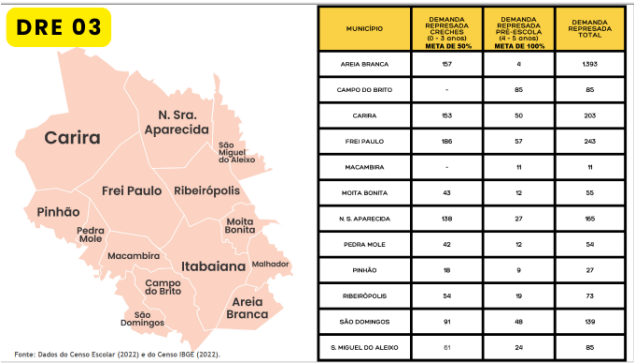 DRE 03
Carira
N. Sra.
Aparecida
São
Miguel
do Aleixo
Frei Paulo
Ribeirópolis
Pinhão
Pedra
Mole
Moita
Bonita
Macambira
Itabaiana
Malhador
Campo
do Brito
Areia
Branca
São
Domingos
Fonte: Dados do Censo Escolar (2022) e do Censo IBGE (2022).
MUNICÍPIO
DEMANDA
REPRESADA
CRECHES
(0 - 3 anos)
META DE 50%
DEMANDA
REPRESADA
PRÉ-ESCOLA
(4 - 5 anos)
META DE 100%
DEMANDA
REPRESADA
TOTAL
AREIA BRANCA 157 4 1.393
CAMPO DO BRITO - 85 85
CARIRA 153 50 203
FREI PAULO 186 57 243
MACAMBIRA - 11 11
MOITA BONITA 43 12 55
N. S. APARECIDA 138 27 165
PEDRA MOLE 42 12 54
PINHÃO 18 9 27
RIBEIRÓPOLIS 54 19 73
SÃO DOMINGOS 91 48 139
S. MIGUEL DO ALEIXO 61 24 85